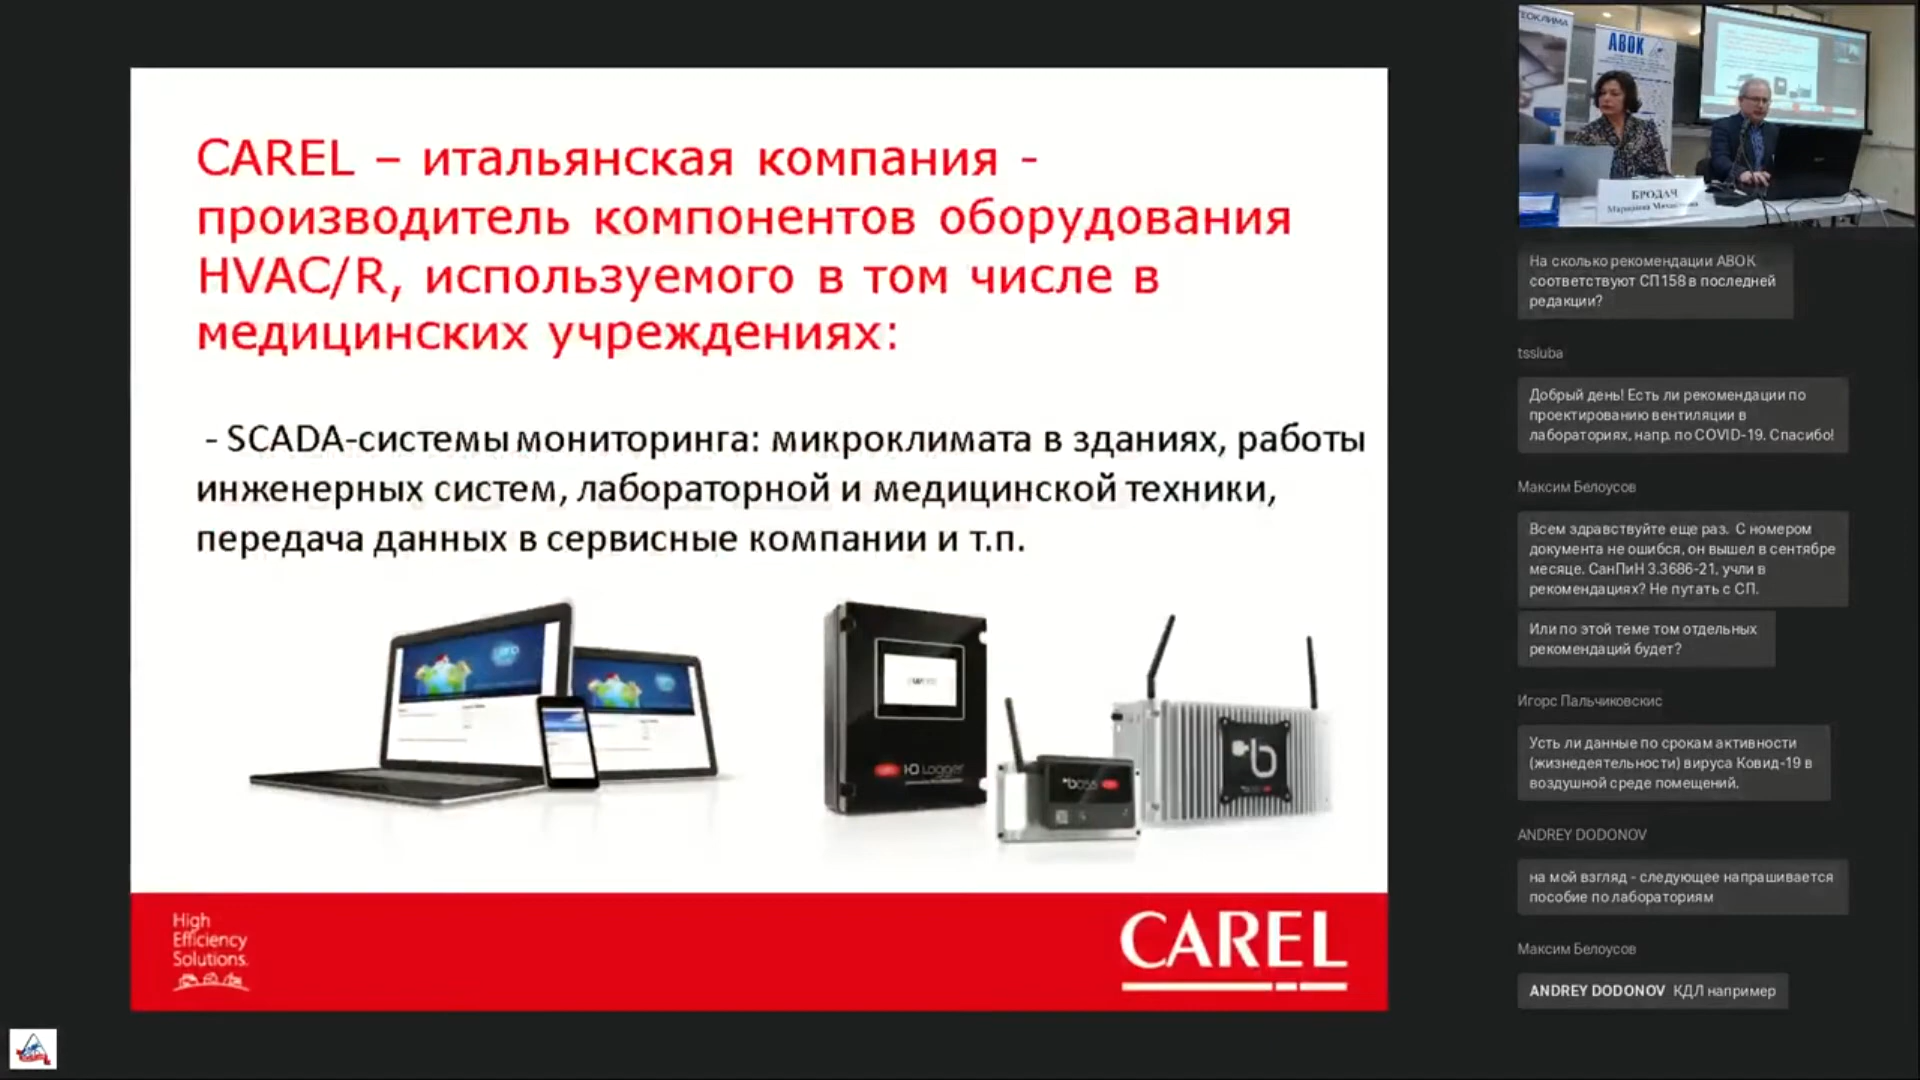 CAREL – итальянская компания -
производитель компонентов оборудования
HVAC/R, используемого в том числе в
медицинских учреждениях:
- SCADA-системы мониторинга: микроклимата в зданиях, работы
инженерных систем, лабораторной и медицинской техники,
передача данных в сервисные компании и т.п.
boss
High
Efficiency
Solutions.
CAREL
АВОК
БРОДАЧ
На сколько рекомендации АВОК
соответствуют СП158 в последней
редакции?
tssluba
Добрый день! Есть ли рекомендации по
проектированию вентиляции в
лабораториях, напр. по COVID-19. Спасибо!
Максим Белоусов
Всем здравствуйте еще раз. С номером
документа не ошибся, он вышел в сентябре
месяце. СанПиН 3.3686-21, учли в
рекомендациях? Не путать с СП.
Или по этой теме том отдельных
рекомендаций будет?
Игорс Пальчиковскис
Усть ли данные по срокам активности
(жизнедеятельности) вируса Ковид-19 в
воздушной среде помещений.
ANDREY DODONOV
на мой взгляд - следующее напрашивается
пособие по лабораториям
Максим Белоусов
ANDREY DODONOV КДЛ например